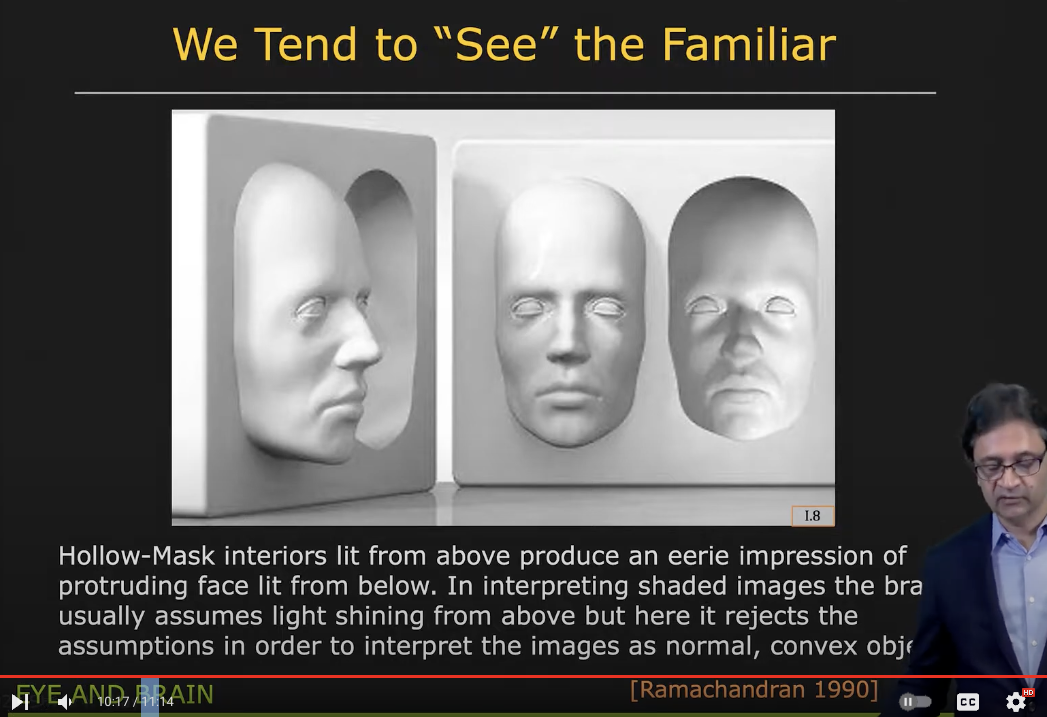 We Tend to “See” the Familiar
I.8
Hollow-Mask interiors lit from above produce an eerie impression of
protruding face lit from below. In interpreting shaded images the bra
usually assumes light shining from above but here it rejects the
assumptions in order to interpret the images as normal, convex obje
EYE AND BRAIN
[Ramachandran 1990]
10:17 / 11:14
CC
HD